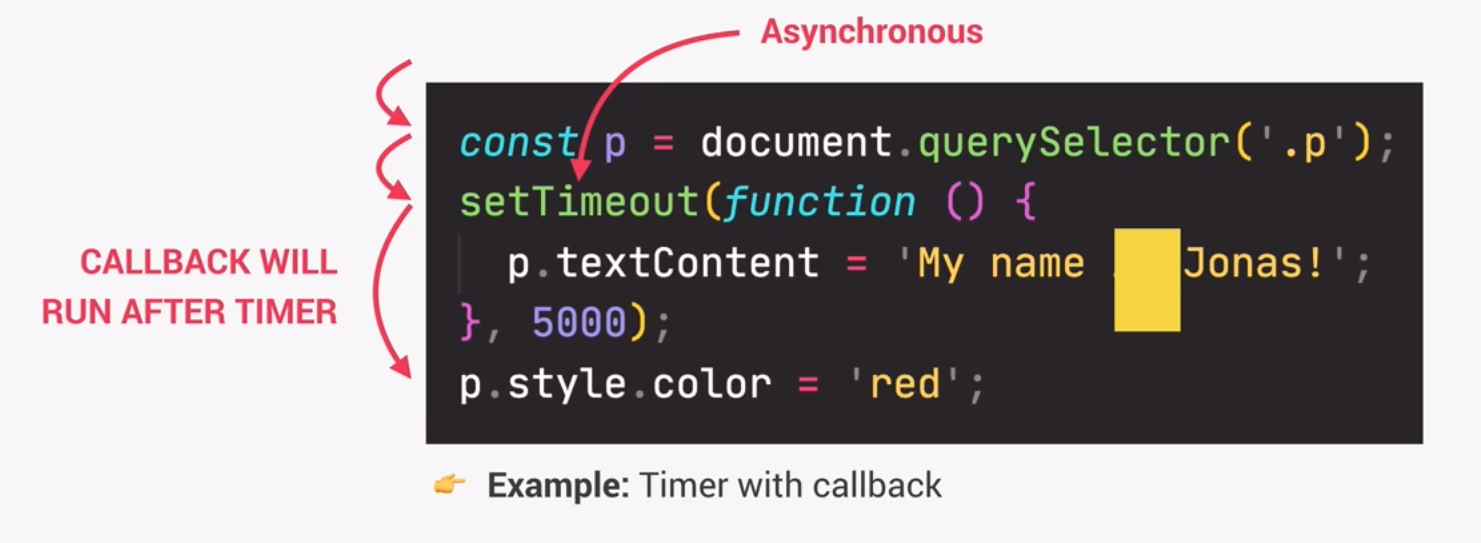 Asynchronous
const p = document.querySelector('.p');
setTimeout(function () {
CALLBACK WILL
RUN AFTER TIMER
p.textContent = 'My name Jonas!';
}, 5000);
p.style.color = 'red';
👉 Example: Timer with callback